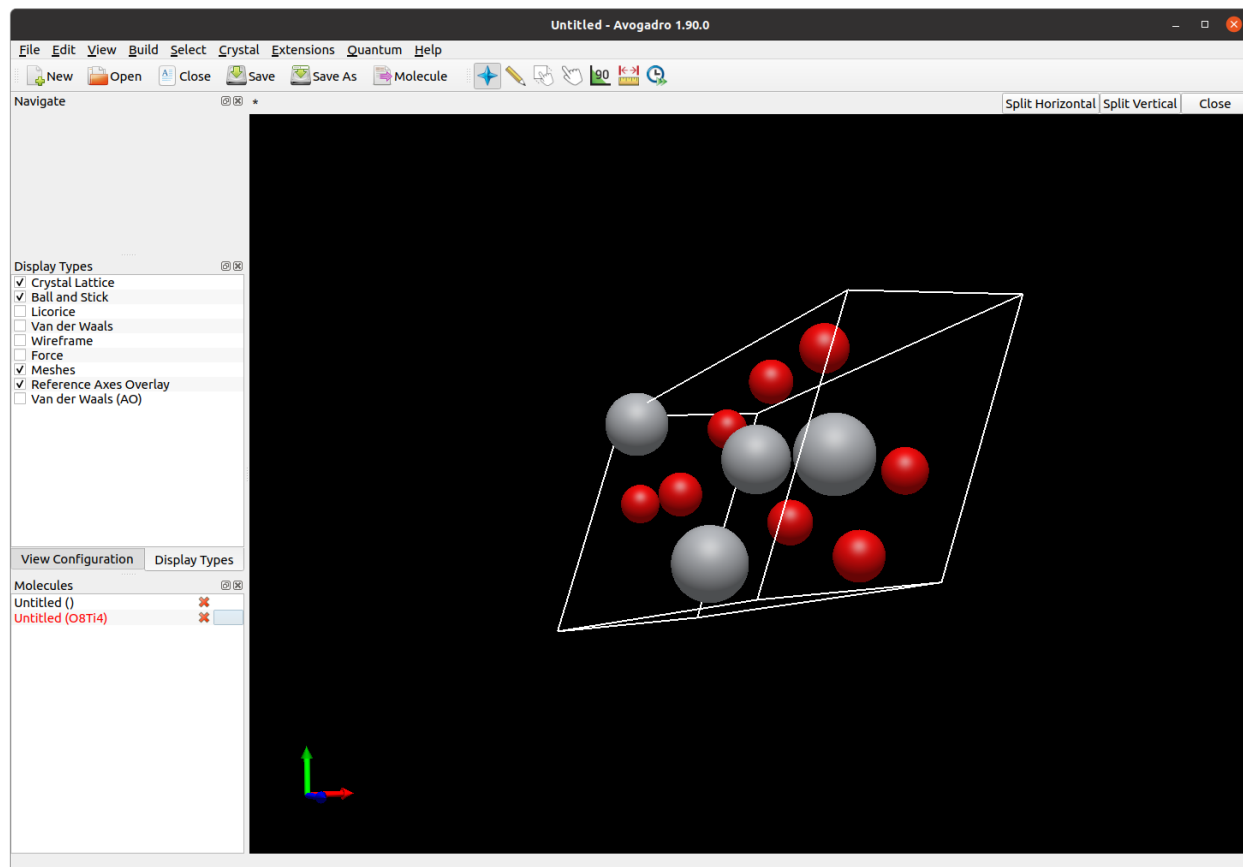 Untitled - Avogadro 1.90.0
File Edit View Build Select Crystal Extensions Quantum Help
New Open Close Save Save As Molecule 90
Navigate * Split Horizontal Split Vertical Close
Display Types
Crystal Lattice
Ball and Stick
Licorice
Van der Waals
Wireframe
Force
Meshes
Reference Axes Overlay
Van der Waals (AO)
View Configuration Display Types
Molecules
Untitled ()
Untitled (O8Ti4)